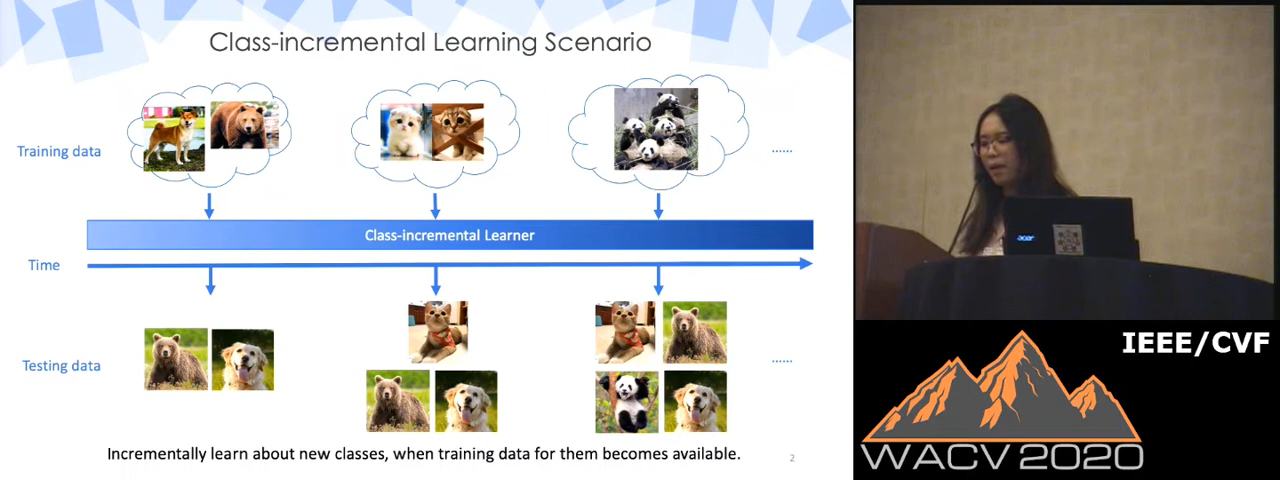 Class-incremental Learning Scenario
Training data
......
Class-incremental Learner
Time
Testing data
......
Incrementally learn about new classes, when training data for them becomes available.
2
acer
IEEE/CVF
WACV 2020